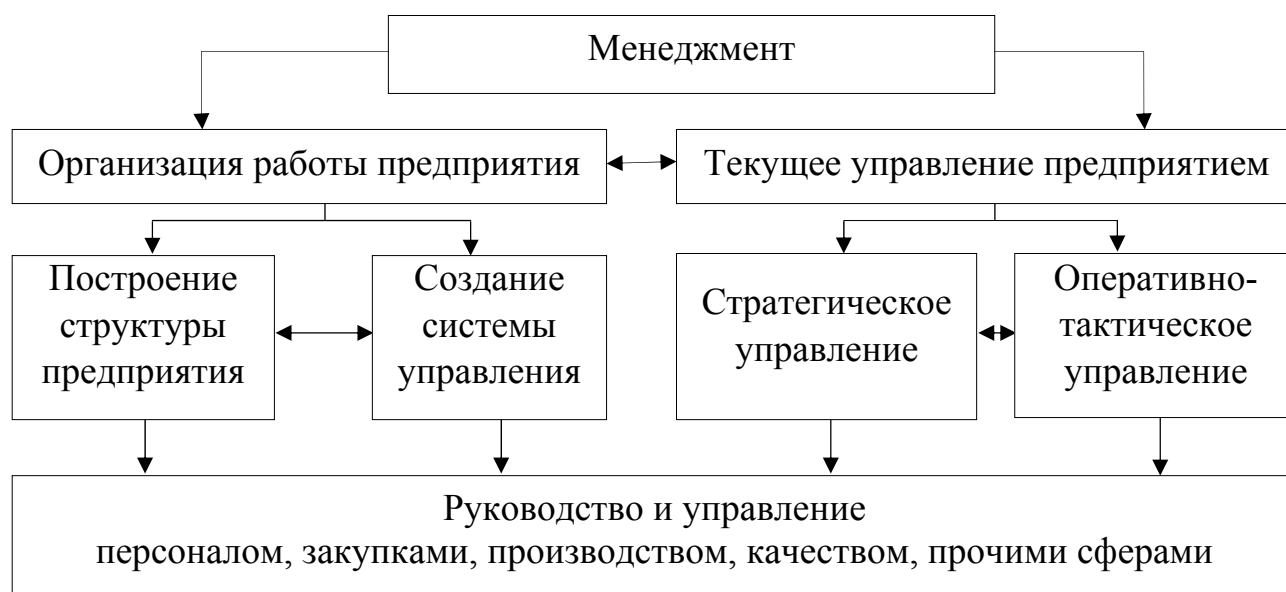 Менеджмент
Организация работы предприятия
Текущее управление предприятием
Построение
структуры
предприятия
Создание
системы
управления
Стратегическое
управление
Оперативно-
тактическое
управление
Руководство и управление
персоналом, закупками, производством, качеством, прочими сферами